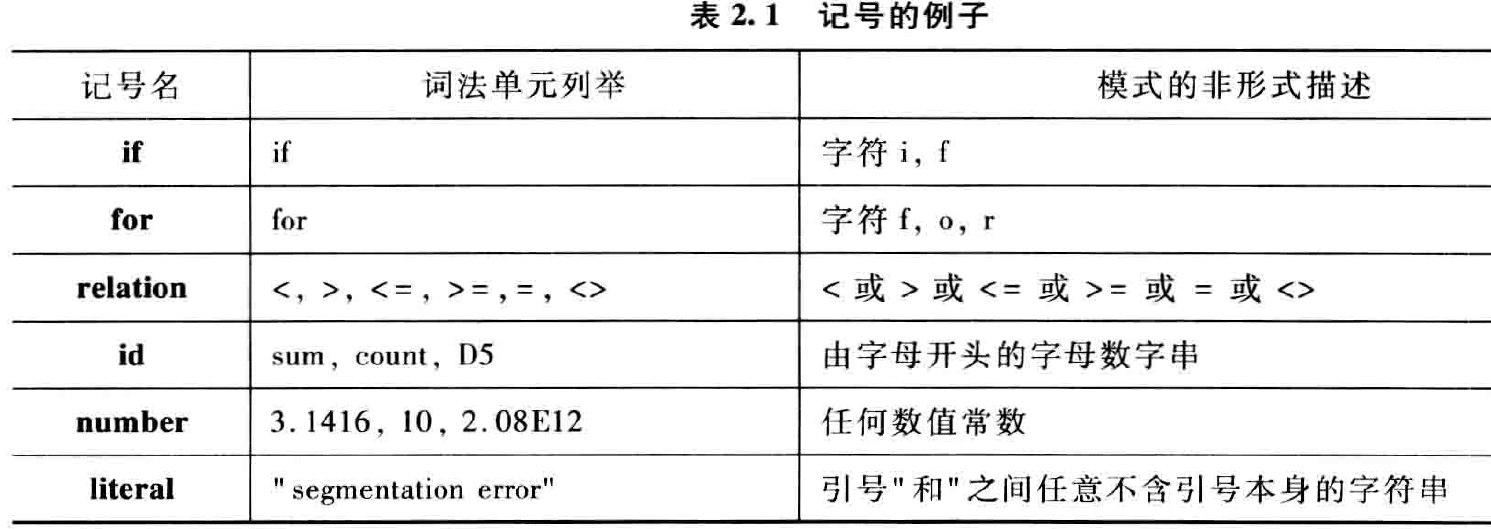 表 2.1 记号的例子
记号名 词法单元列举 模式的非形式描述
if if 字符 i, f
for for 字符 f, o, r
relation <, >, <=, >=, =, <> < 或 > 或 <= 或 >= 或 = 或 <>
id sum, count, D5 由字母开头的字母数字串
number 3.1416, 10, 2.08E12 任何数值常数
literal "segmentation error" 引号"和"之间任意不含引号本身的字符串